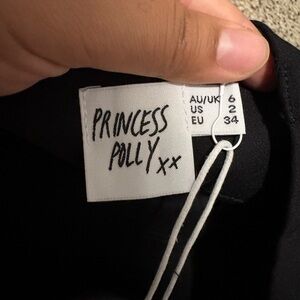 PRINCESS
POLLY xx
AU/UK 6
US 2
EU 34